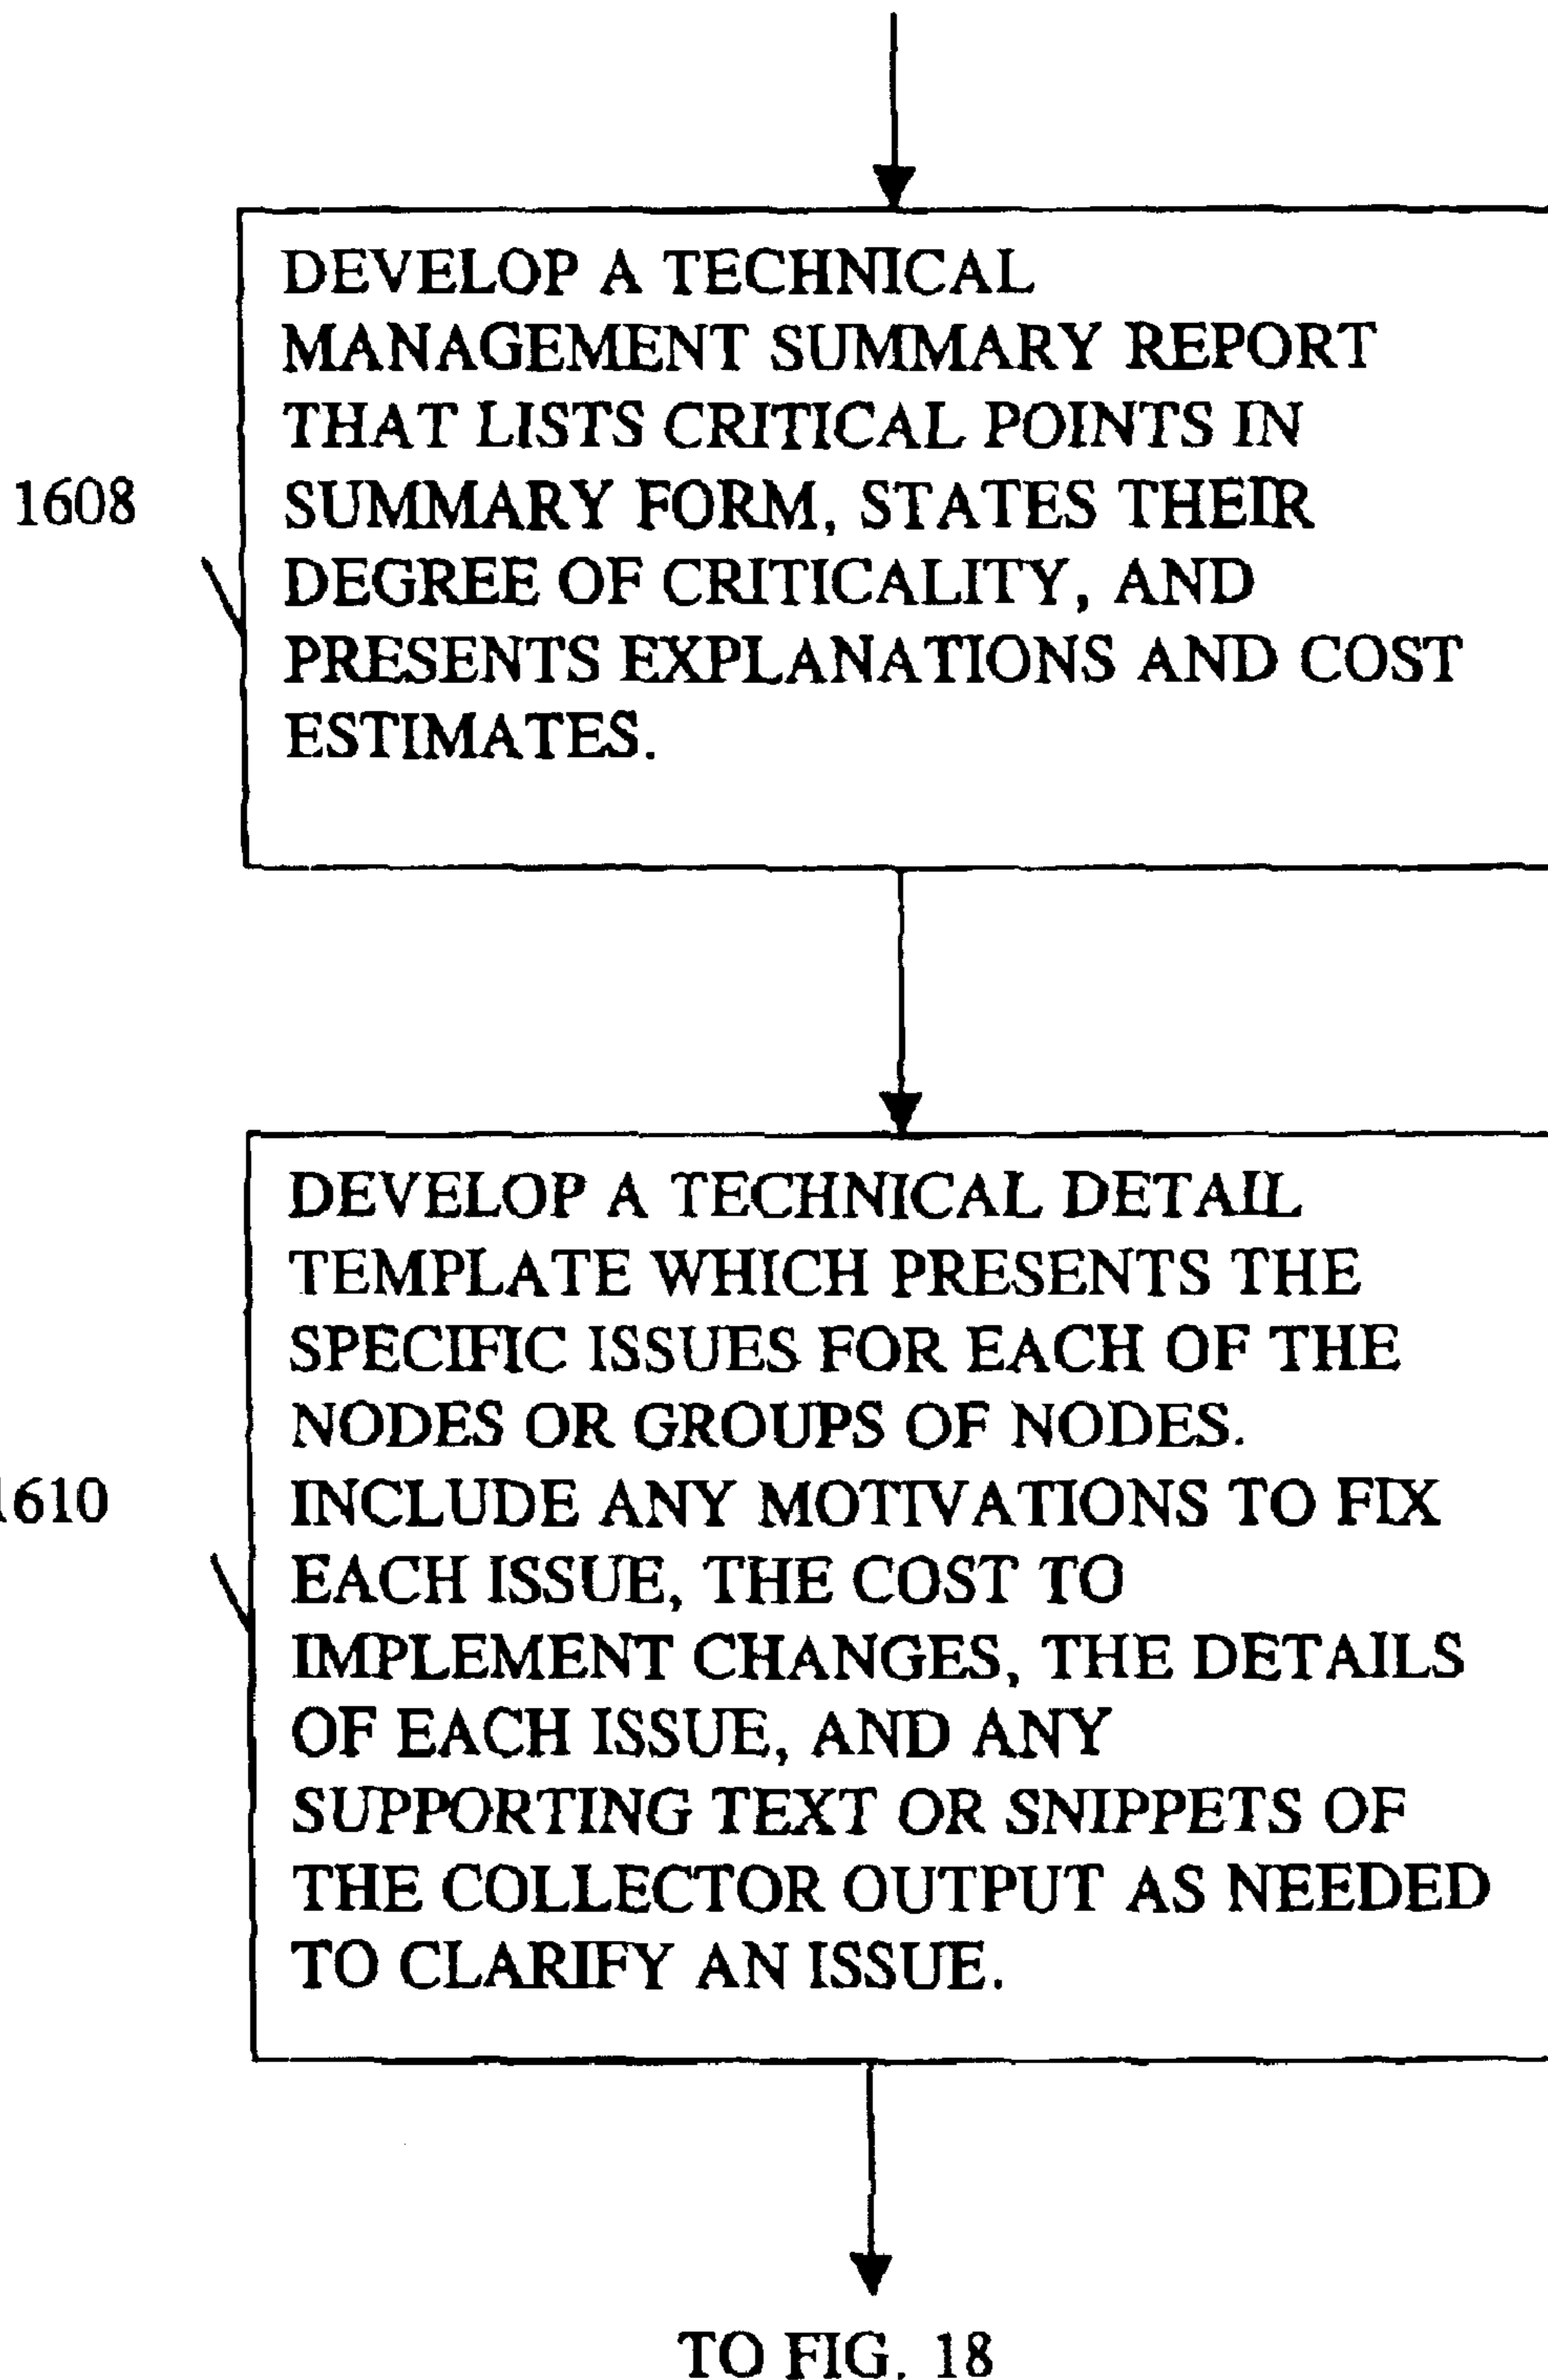 DEVELOP A TECHNICAL
MANAGEMENT SUMMARY REPORT
THAT LISTS CRITICAL POINTS IN
1608
SUMMARY FORM, STATES THEIR
DEGREE OF CRITICALITY, AND
PRESENTS EXPLANATIONS AND COST
ESTIMATES.
DEVELOP A TECHNICAL DETAIL
TEMPLATE WHICH PRESENTS THE
SPECIFIC ISSUES FOR EACH OF THE
NODES OR GROUPS OF NODES.
1610
INCLUDE ANY MOTIVATIONS TO FIX
EACH ISSUE, THE COST TO
IMPLEMENT CHANGES, THE DETAILS
OF EACH ISSUE, AND ANY
SUPPORTING TEXT OR SNIPPETS OF
THE COLLECTOR OUTPUT AS NEEDED
TO CLARIFY AN ISSUE.
TO FIG. 18